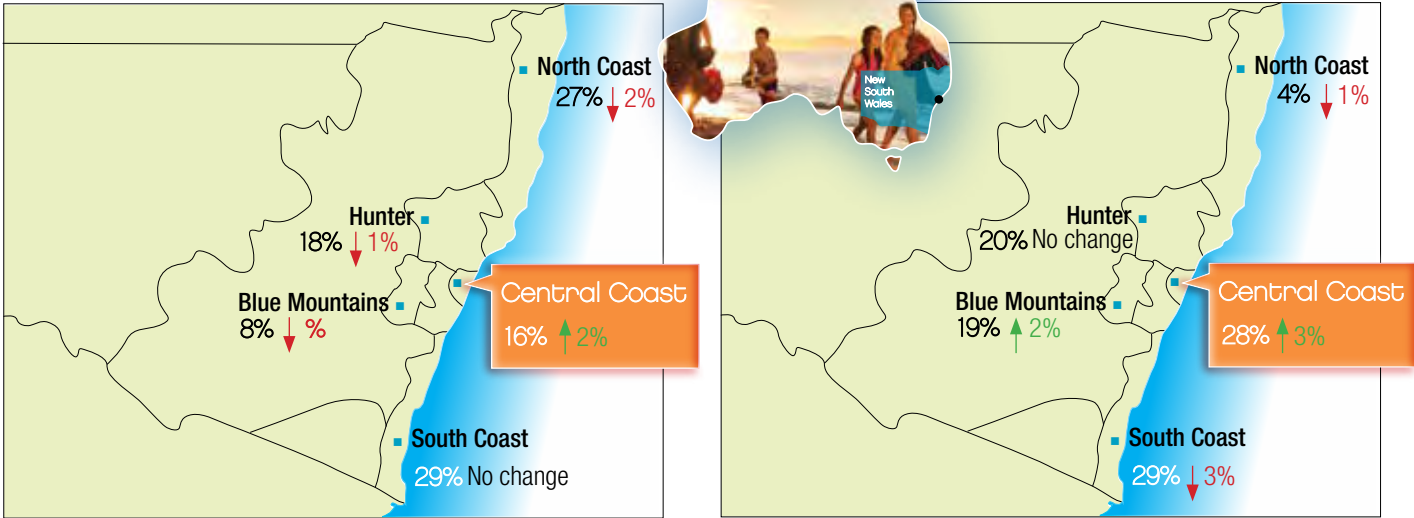 North Coast
27% 2%
Hunter
18% 1%
Blue Mountains
8% %
Central Coast
16% 2%
South Coast
29% No change
New
South
Wales
North Coast
4% 1%
Hunter
20% No change
Blue Mountains
19% 2%
Central Coast
28% 3%
South Coast
29% 3%